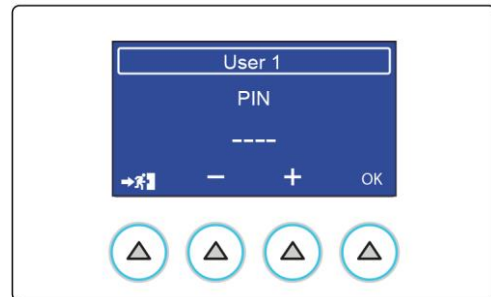 User 1
PIN
----
− + OK